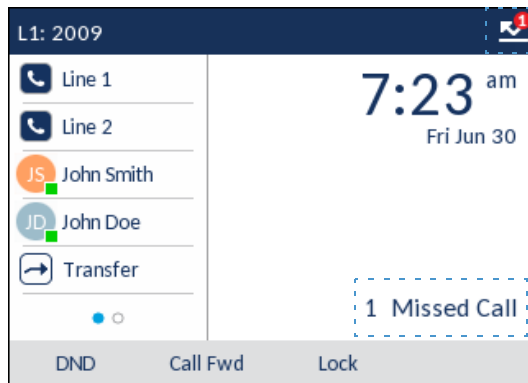 L1: 2009
1
Line 1
Line 2
JS John Smith
JD John Doe
Transfer
7:23 am
Fri Jun 30
1 Missed Call
DND Call Fwd Lock